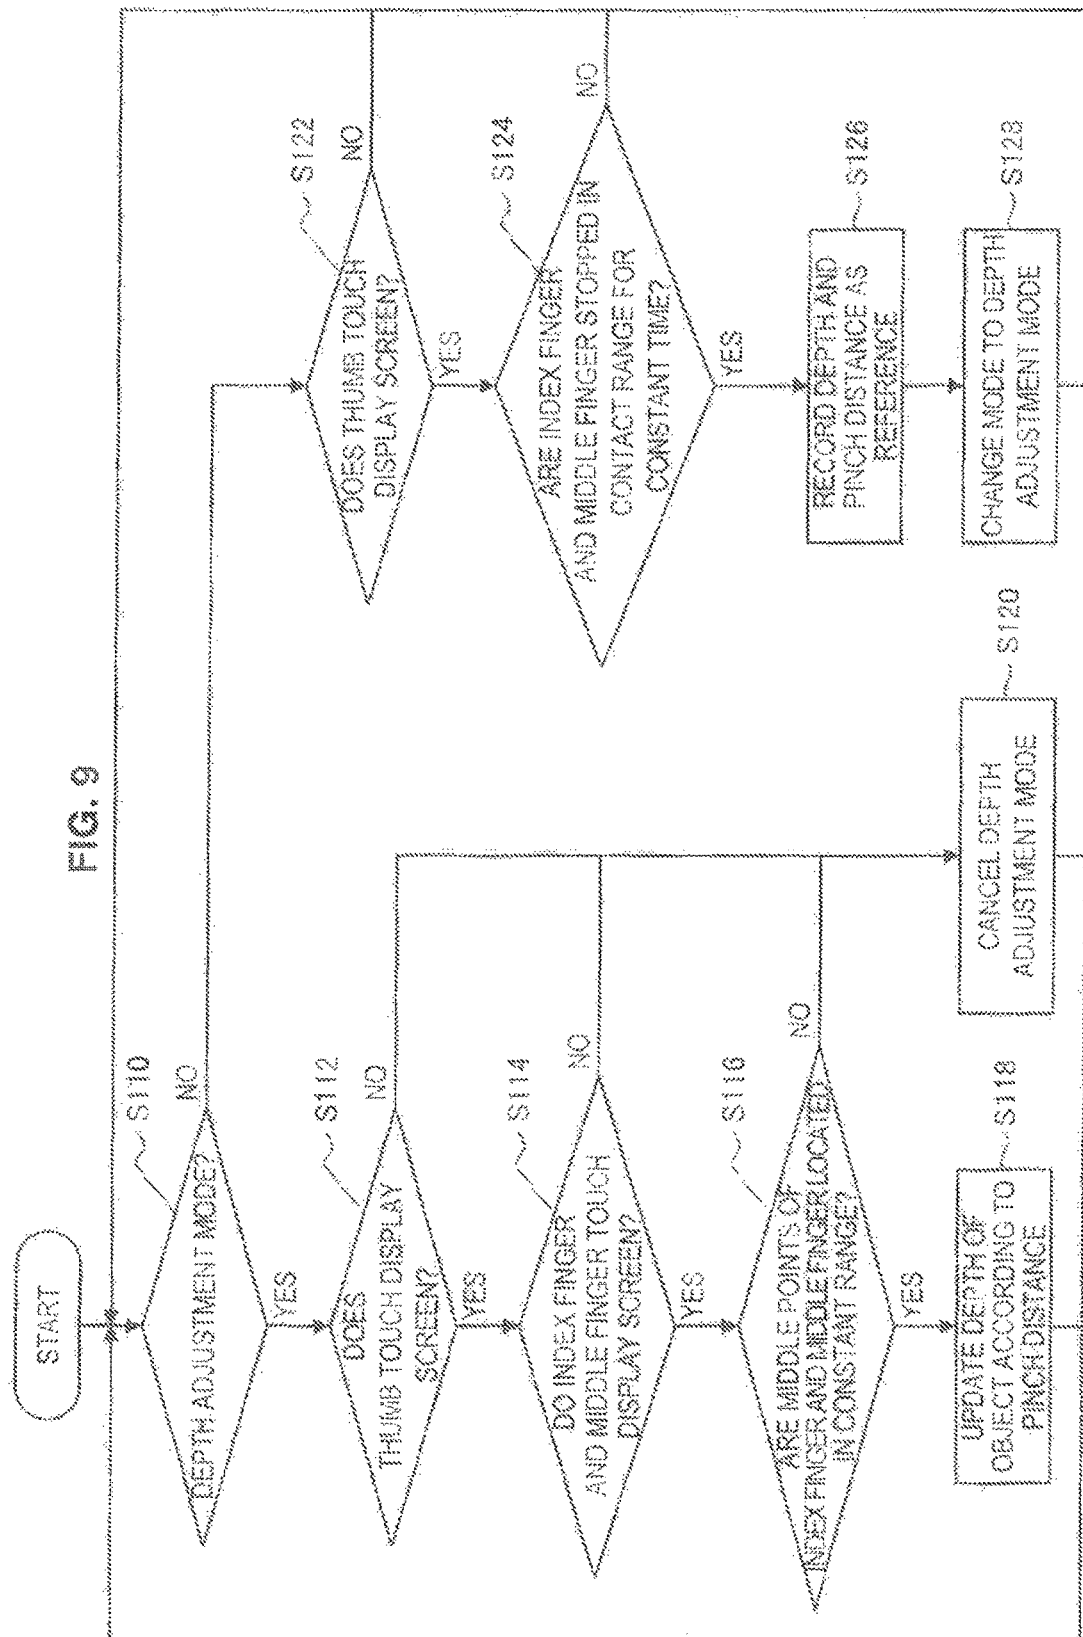 FIG. 9
START
DEPTH ADJUSTMENT MODE?
S110
NO
YES
DOES
THUMB TOUCH DISPLAY
SCREEN?
S112
NO
YES
DO INDEX FINGER
AND MIDDLE FINGER TOUCH
DISPLAY SCREEN?
S114
NO
YES
ARE MIDDLE POINTS OF
INDEX FINGER AND MIDDLE FINGER LOCATED
IN CONSTANT RANGE?
S116
NO
YES
UPDATE DEPTH OF
OBJECT ACCORDING TO
PINCH DISTANCE
S118
CANCEL DEPTH
ADJUSTMENT MODE
S120
DOES THUMB TOUCH
DISPLAY SCREEN?
S122
NO
YES
ARE INDEX FINGER
AND MIDDLE FINGER STOPPED IN
CONTACT RANGE FOR
CONSTANT TIME?
S124
NO
YES
RECORD DEPTH AND
PINCH DISTANCE AS
REFERENCE
S126
CHANGE MODE TO DEPTH
ADJUSTMENT MODE
S128